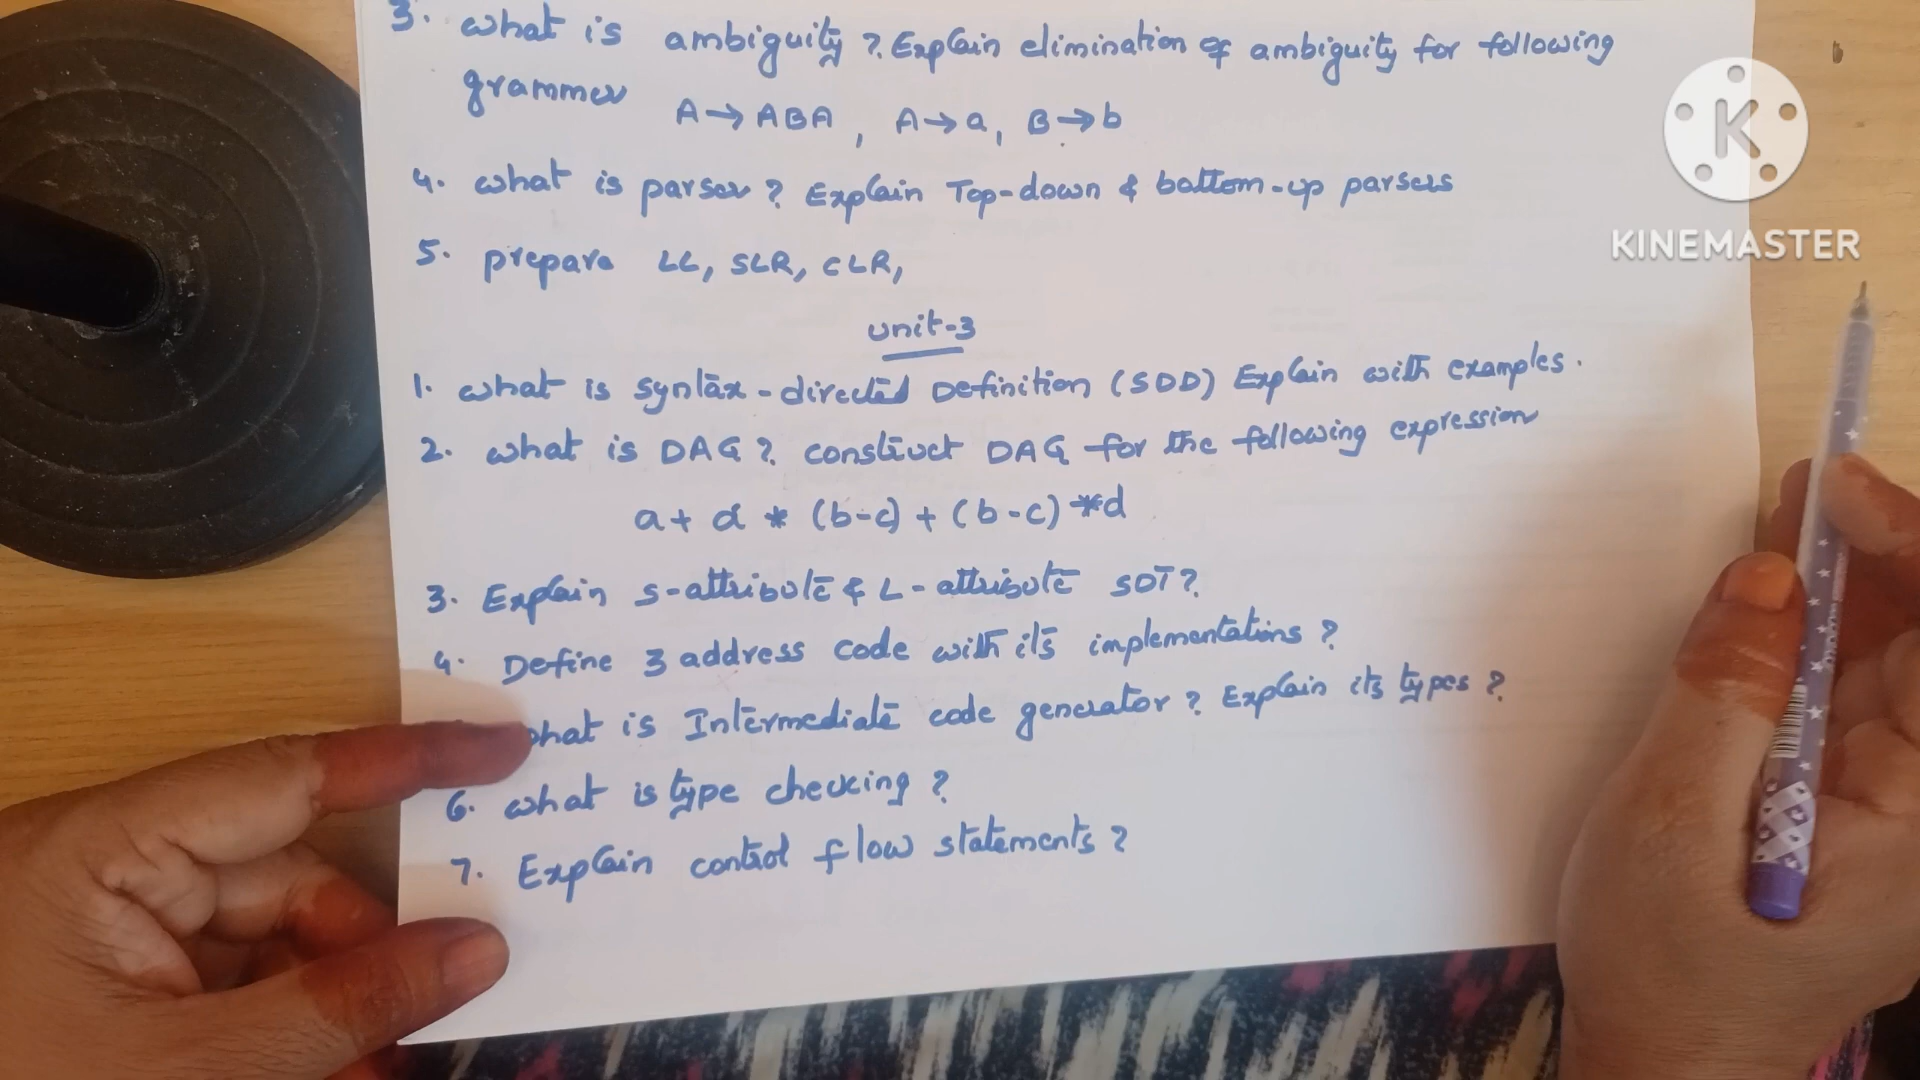 3. what is ambiguity ? Explain elimination of ambiguity for following
grammer
A→ABA, A→a, B→b
4. what is parser ? Explain Top-down & bottom-up parsers
5. prepare LL, SLR, CLR,
unit-3
1. what is syntax-directed Definition (SDD) Explain with examples.
2. what is DAG ? construct DAG for the following expression
a + d * (b-c) + (b-c) *d
3. Explain S-attribute & L-attribute SDT?
4. Define 3 address code with its implementations ?
is Intermediate code generator ? Explain its types ?
6. what is type checking ?
7. Explain control flow statements ?
KINEMASTER